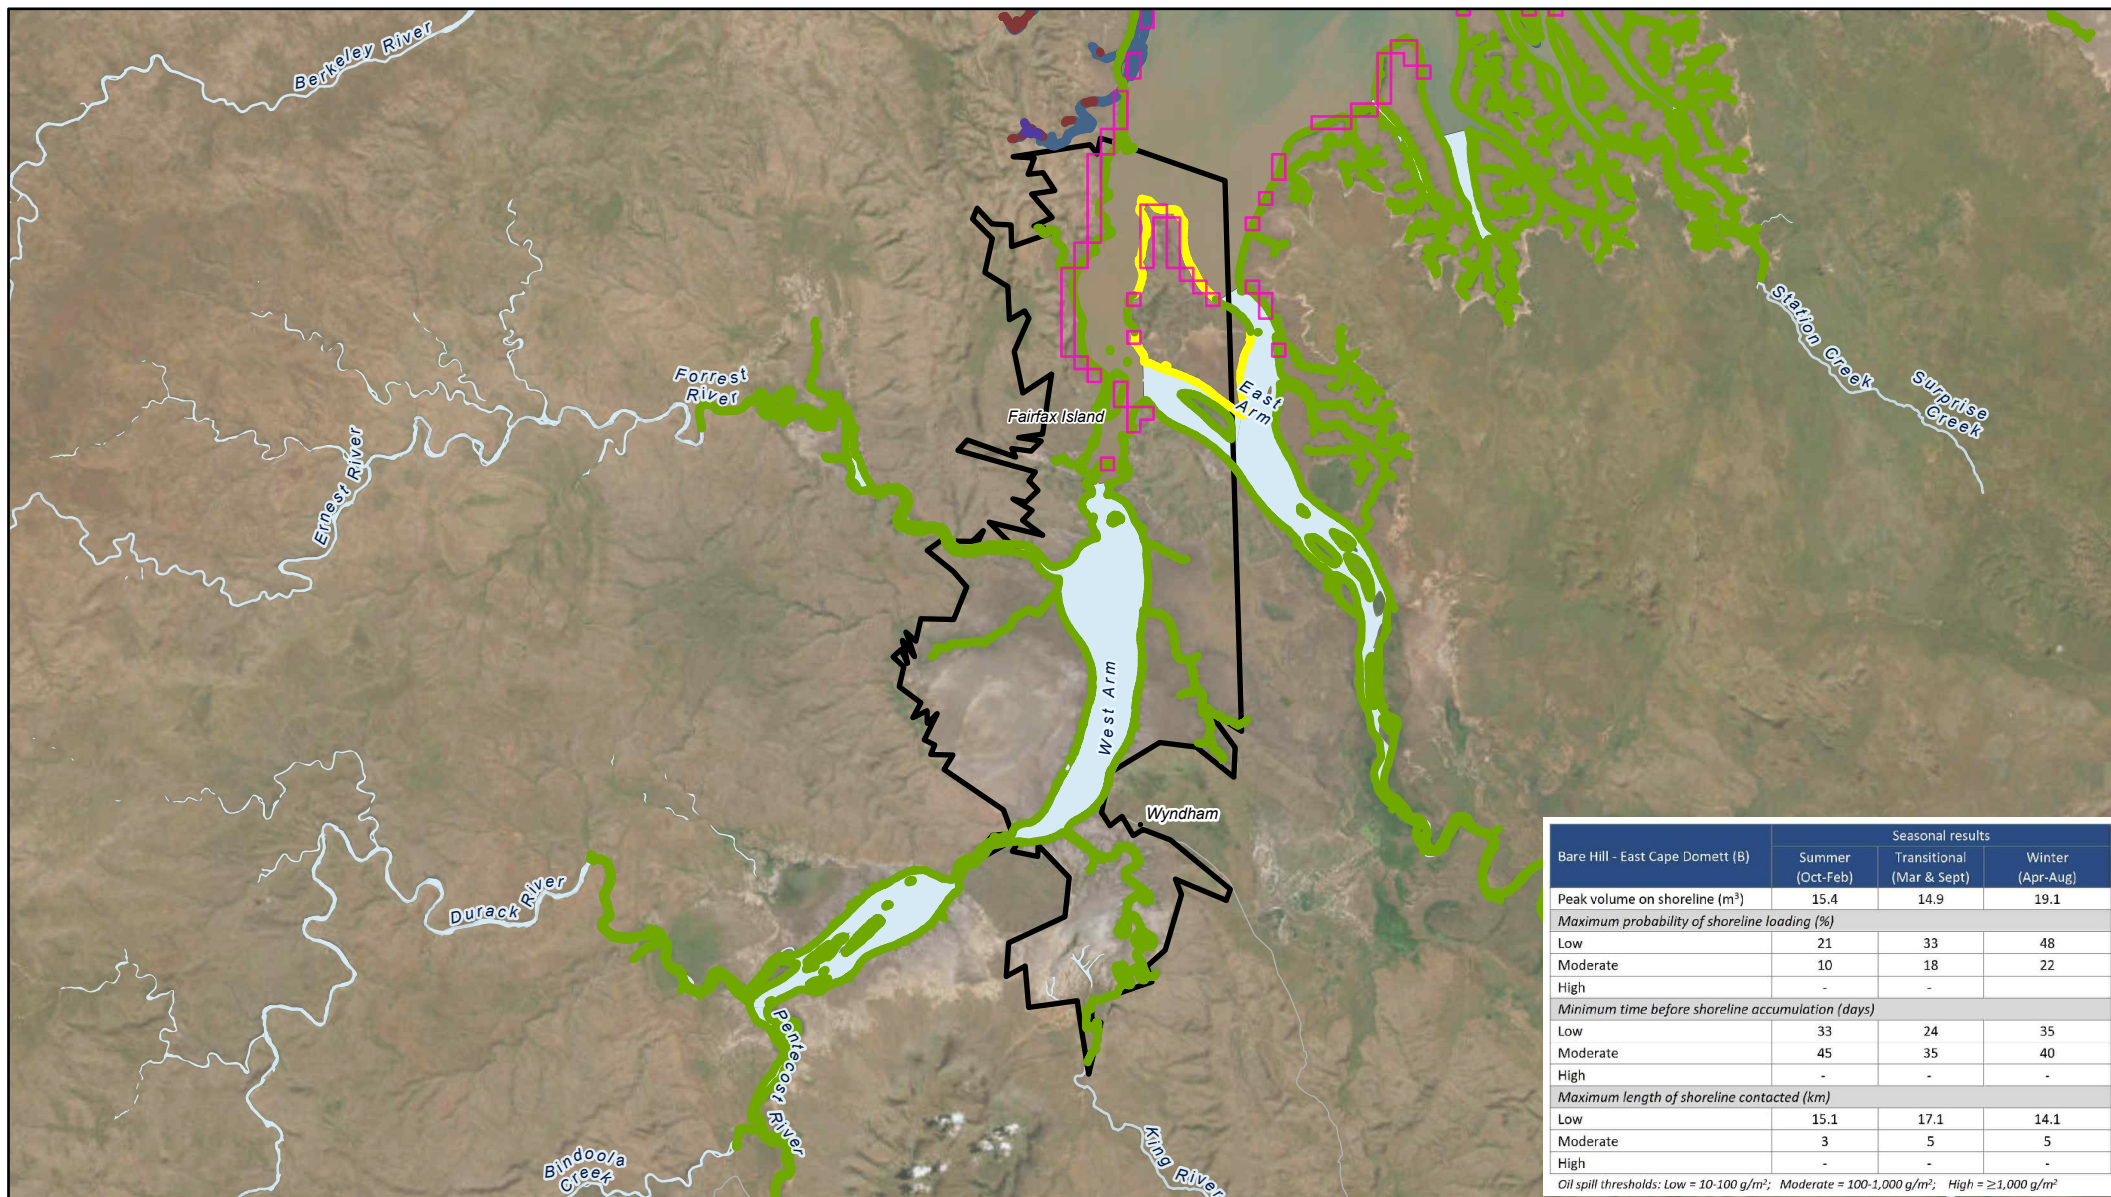 Berkeley River
Station Creek
Surprise
Creek
Forrest
River
East
Arm
Fairfax Island
Ernest River
West Arm
Wyndham
Durack River
Pentecost River
Bindoola
Creek
King River
Bare Hill - East Cape Domett (B)
Seasonal results
Summer (Oct-Feb) Transitional (Mar & Sept) Winter (Apr-Aug)
Peak volume on shoreline (m³) 15.4 14.9 19.1
Maximum probability of shoreline loading (%)
Low 21 33 48
Moderate 10 18 22
High - -
Minimum time before shoreline accumulation (days)
Low 33 24 35
Moderate 45 35 40
High - - -
Maximum length of shoreline contacted (km)
Low 15.1 17.1 14.1
Moderate 3 5 5
High - - -
Oil spill thresholds: Low = 10-100 g/m²; Moderate = 100-1,000 g/m²; High = ≥1,000 g/m²